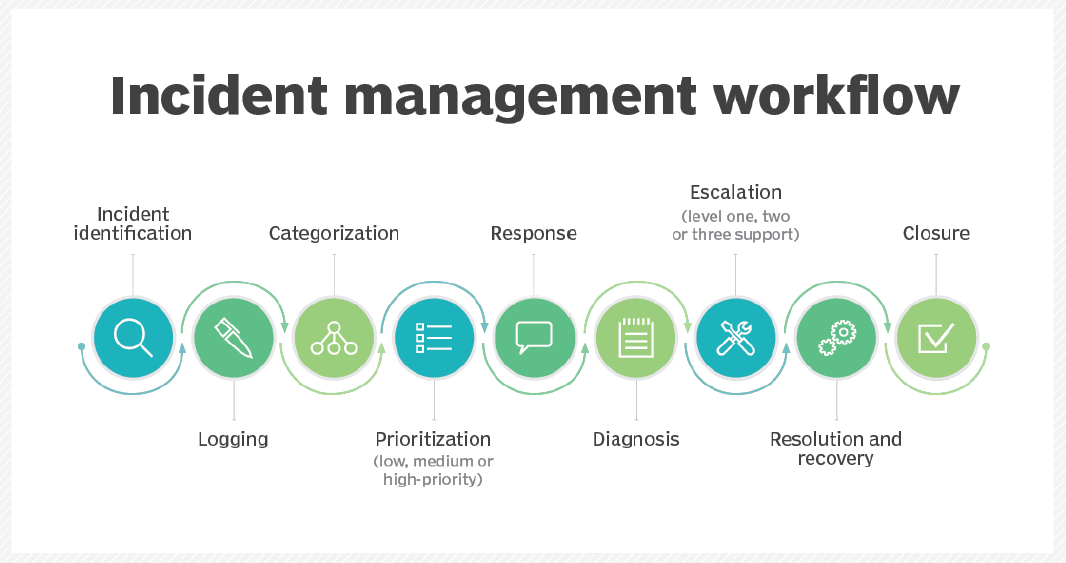 Incident management workflow
Incident
identification
Logging
Categorization
Prioritization
(low, medium or
high-priority)
Response
Diagnosis
Escalation
(level one, two
or three support)
Resolution and
recovery
Closure